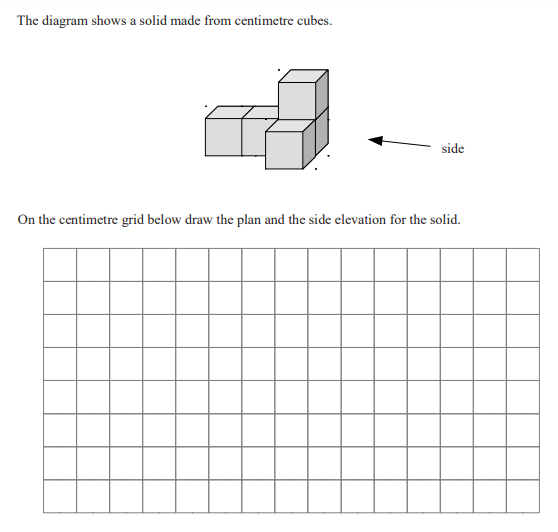 The diagram shows a solid made from centimetre cubes.
side
On the centimetre grid below draw the plan and the side elevation for the solid.